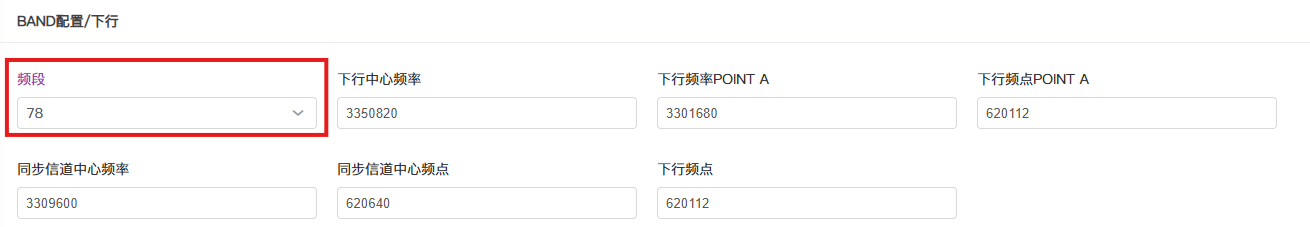 BAND配置/下行
频段 下行中心频率 下行频率POINT A 下行频点POINT A
78 3350820 3301680 620112
同步信道中心频率 同步信道中心频点 下行频点
3309600 620640 620112